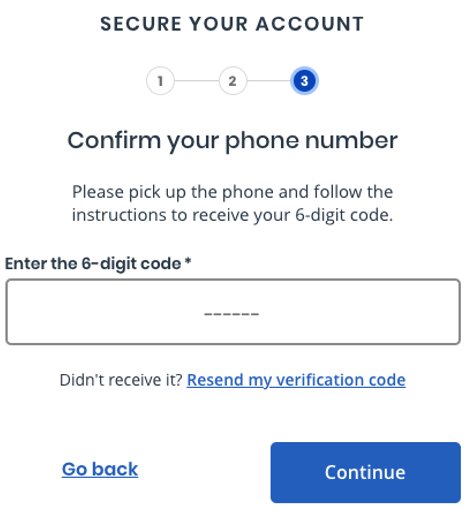 SECURE YOUR ACCOUNT
1 2 3
Confirm your phone number
Please pick up the phone and follow the
instructions to receive your 6-digit code.
Enter the 6-digit code *
______
Didn't receive it? Resend my verification code
Go back Continue